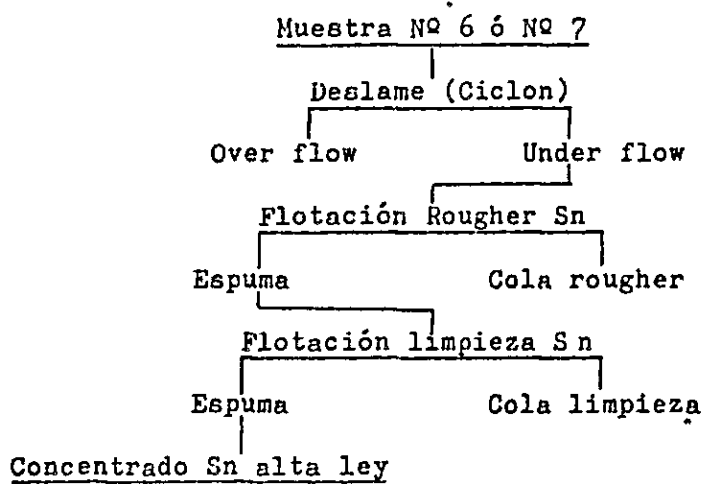 Muestra Nº 6 ó Nº 7
Deslame (Ciclon)
Over flow Under flow
Flotación Rougher Sn
Espuma Cola rougher
Flotación limpieza S n
Espuma Cola limpieza
Concentrado Sn alta ley